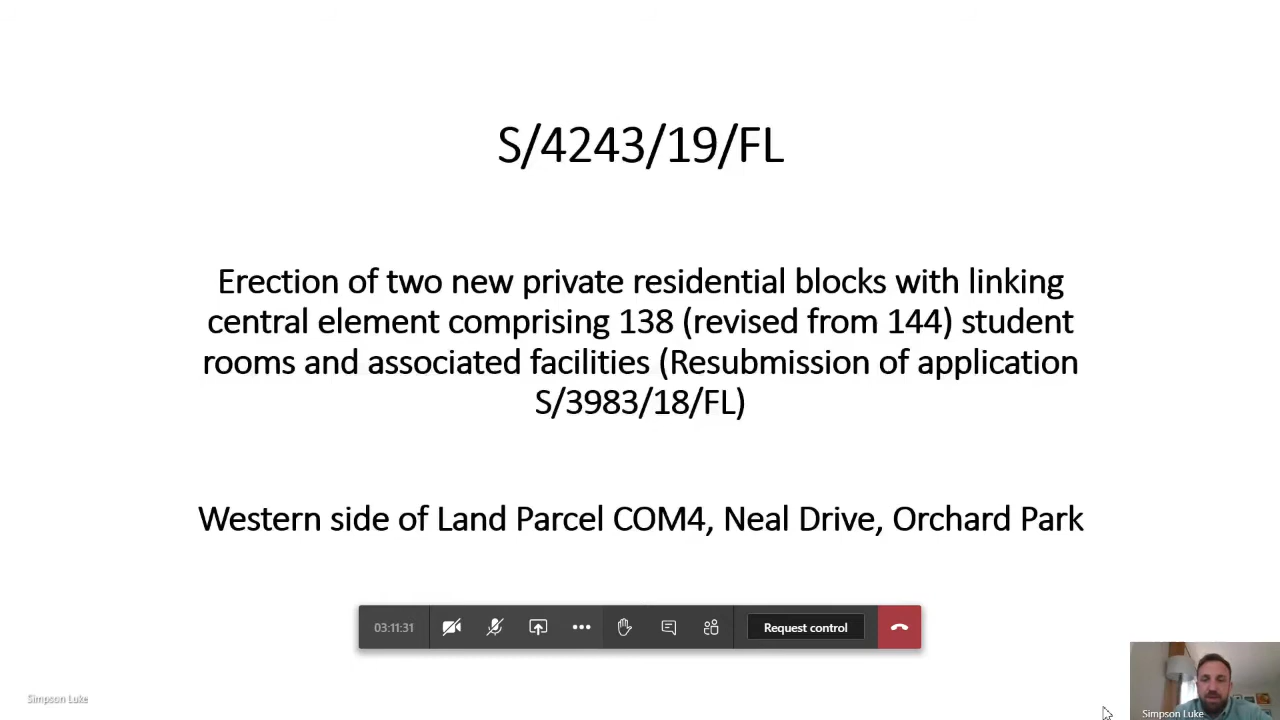 S/4243/19/FL
Erection of two new private residential blocks with linking
central element comprising 138 (revised from 144) student
rooms and associated facilities (Resubmission of application
S/3983/18/FL)
Western side of Land Parcel COM4, Neal Drive, Orchard Park
03:11:31
Request control
Simpson Luke
Simpson Luke